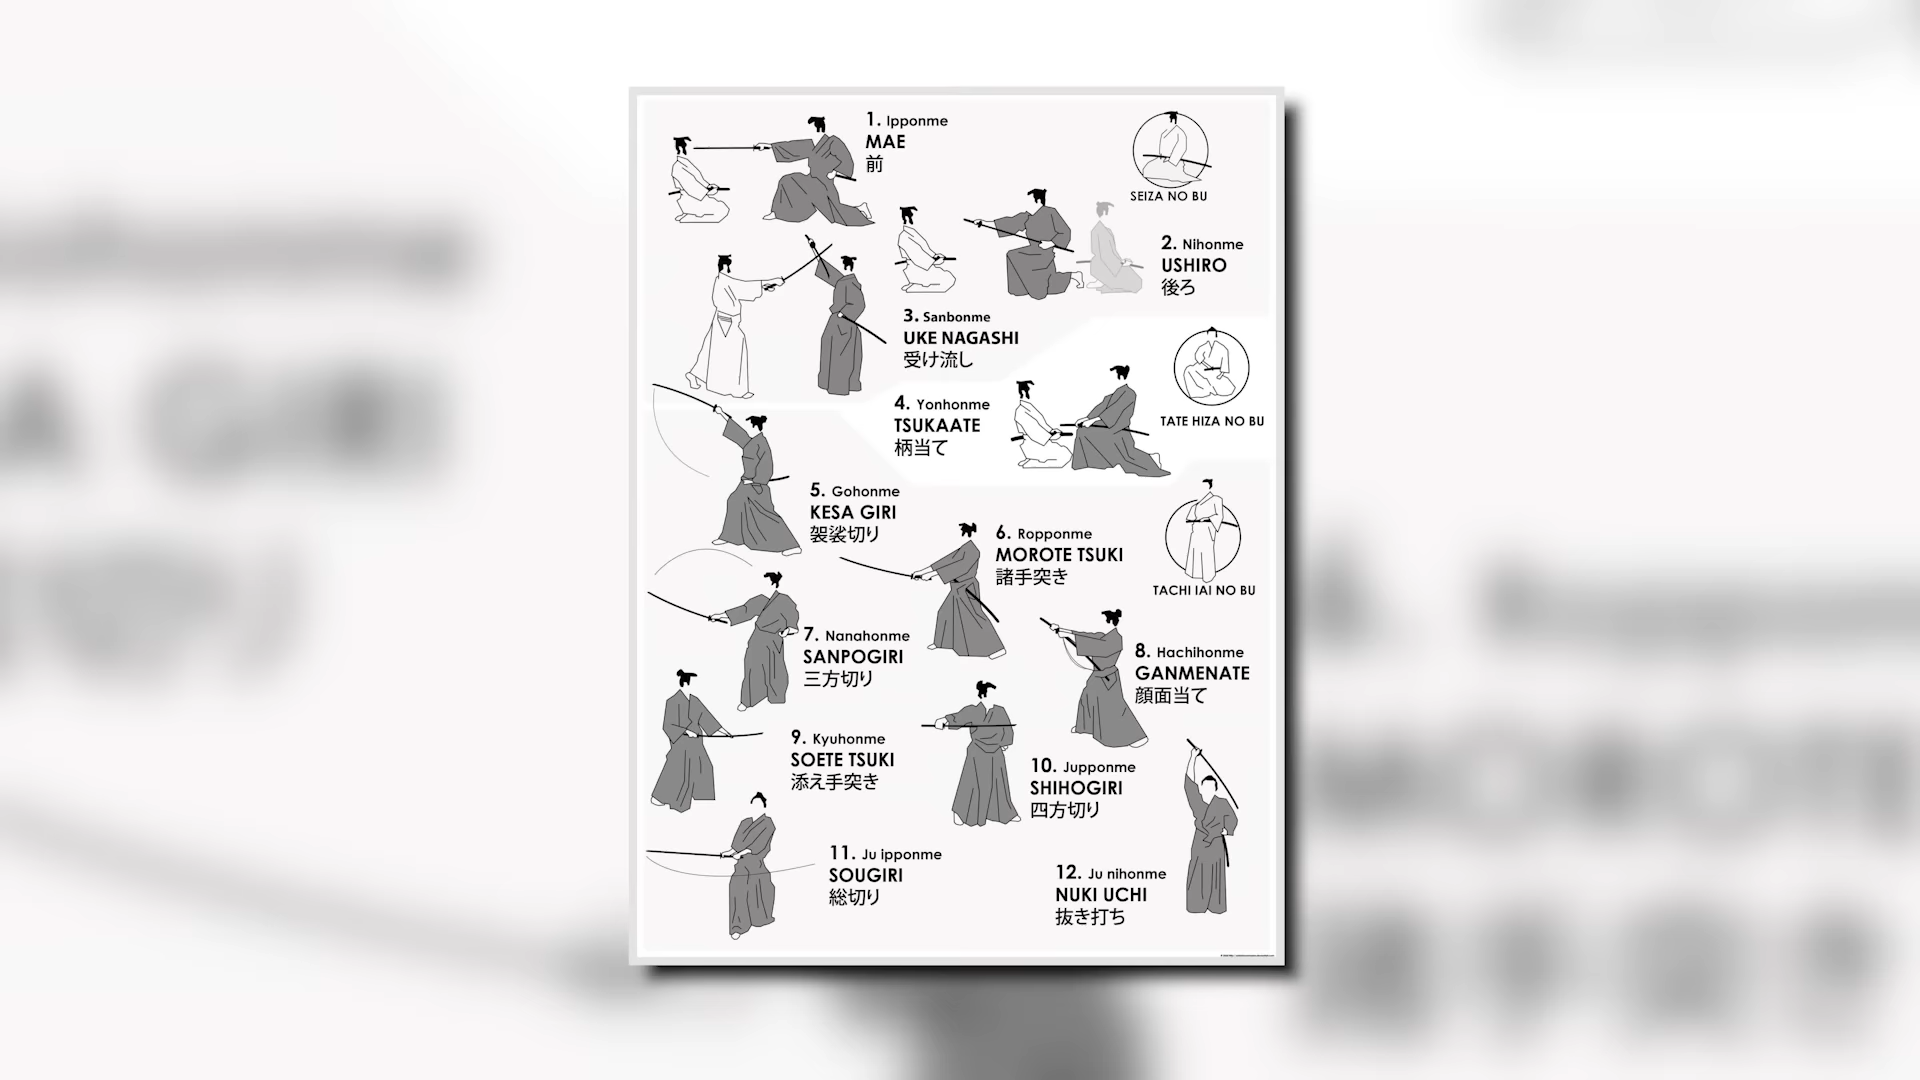 1. Ipponme
MAE
前
SEIZA NO BU
2. Nihonme
USHIRO
後ろ
3. Sanbonme
UKE NAGASHI
受け流し
TATE HIZA NO BU
4. Yonhonme
TSUKAATE
柄当て
5. Gohonme
KESA GIRI
袈裟切り
6. Ropponme
MOROTE TSUKI
諸手突き
TACHI IAI NO BU
7. Nanahonme
SANPOGIRI
三方切り
8. Hachihonme
GANMENATE
顔面当て
9. Kyuhonme
SOETE TSUKI
添え手突き
10. Jupponme
SHIHOGIRI
四方切り
11. Ju ipponme
SOUGIRI
総切り
12. Ju nihonme
NUKI UCHI
抜き打ち